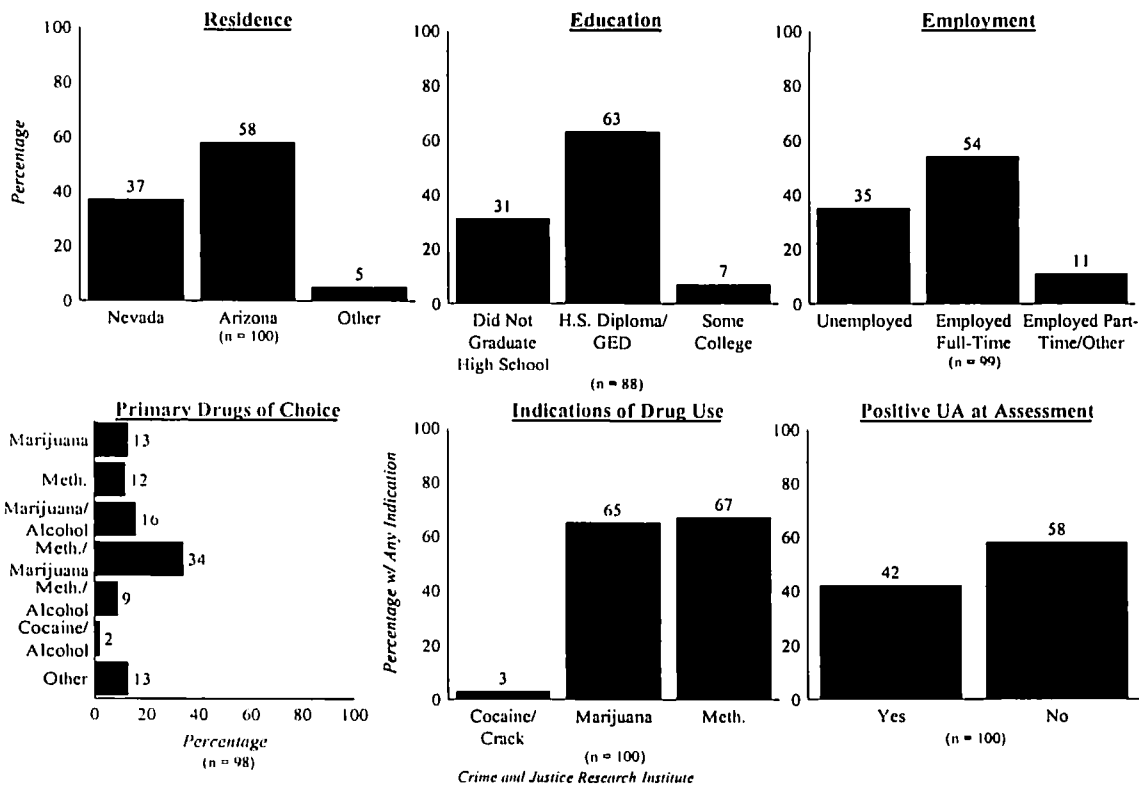 Residence
Percentage
100
80
60
40
20
0
37
58
5
Nevada
Arizona
Other
(n = 100)
Education
100
80
60
40
20
0
31
63
7
Did Not
Graduate
High School
H.S. Diploma/
GED
Some
College
(n = 88)
Employment
100
80
60
40
20
0
35
54
11
Unemployed
Employed
Full-Time
Employed Part-
Time/Other
(n = 99)
Primary Drugs of Choice
Marijuana
13
Meth.
12
Marijuana/
Alcohol
16
Meth./
Marijuana
34
Meth./
Alcohol
9
Cocaine/
Alcohol
2
Other
13
0 20 40 60 80 100
Percentage
(n = 98)
Indications of Drug Use
Percentage w/ Any Indication
100
80
60
40
20
0
3
65
67
Cocaine/
Crack
Marijuana
Meth.
(n = 100)
Positive UA at Assessment
100
80
60
40
20
0
42
58
Yes
No
(n = 100)
Crime and Justice Research Institute